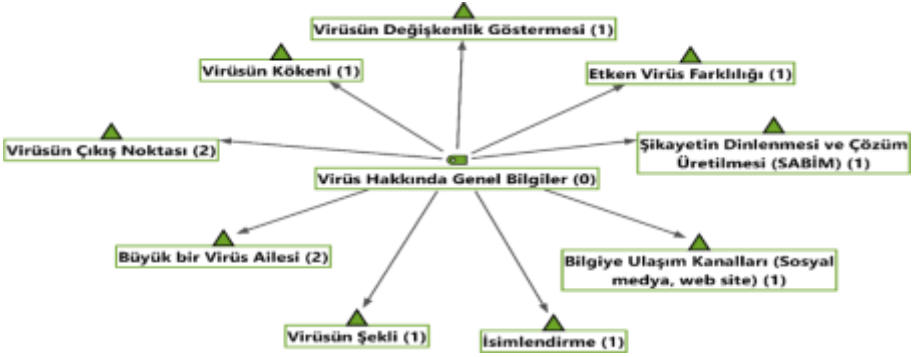 Virüsün Değişkenlik Göstermesi (1)
Virüsün Kökeni (1)
Etken Virüs Farklılığı (1)
Virüsün Çıkış Noktası (2)
Şikayetin Dinlenmesi ve Çözüm
Üretilmesi (SABİM) (1)
Virüs Hakkında Genel Bilgiler (0)
Büyük bir Virüs Ailesi (2)
Bilgiye Ulaşım Kanalları (Sosyal
medya, web site) (1)
Virüsün Şekli (1)
İsimlendirme (1)